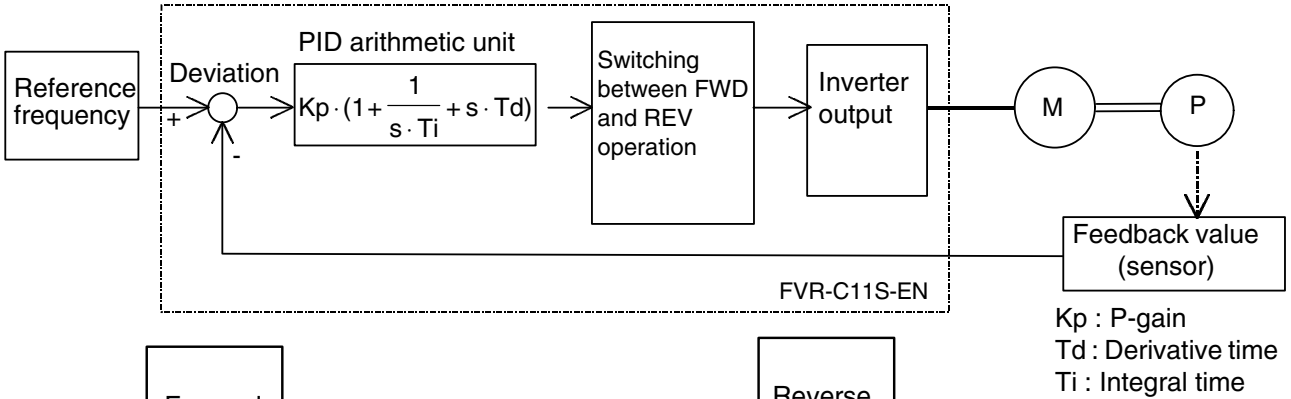 PID arithmetic unit
Reference
frequency
Deviation
+
-
Kp · (1+ 1/(s · Ti) + s · Td)
Switching
between FWD
and REV
operation
Inverter
output
M
P
Feedback value
(sensor)
FVR-C11S-EN
Kp : P-gain
Td : Derivative time
Ti : Integral time
Reverse